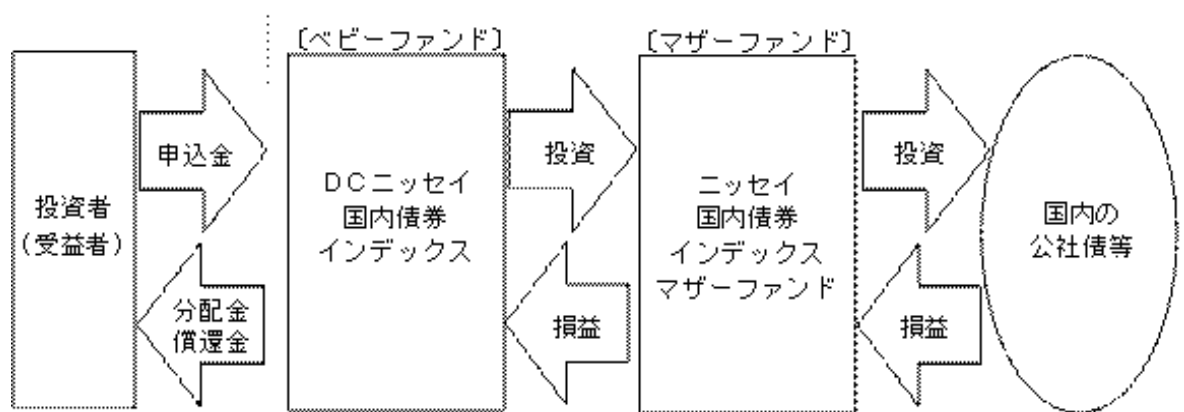 〔ベビーファンド〕
〔マザーファンド〕
投資者
(受益者)
申込金
分配金
償還金
DCニッセイ
国内債券
インデックス
投資
損益
ニッセイ
国内債券
インデックス
マザーファンド
投資
損益
国内の
公社債等